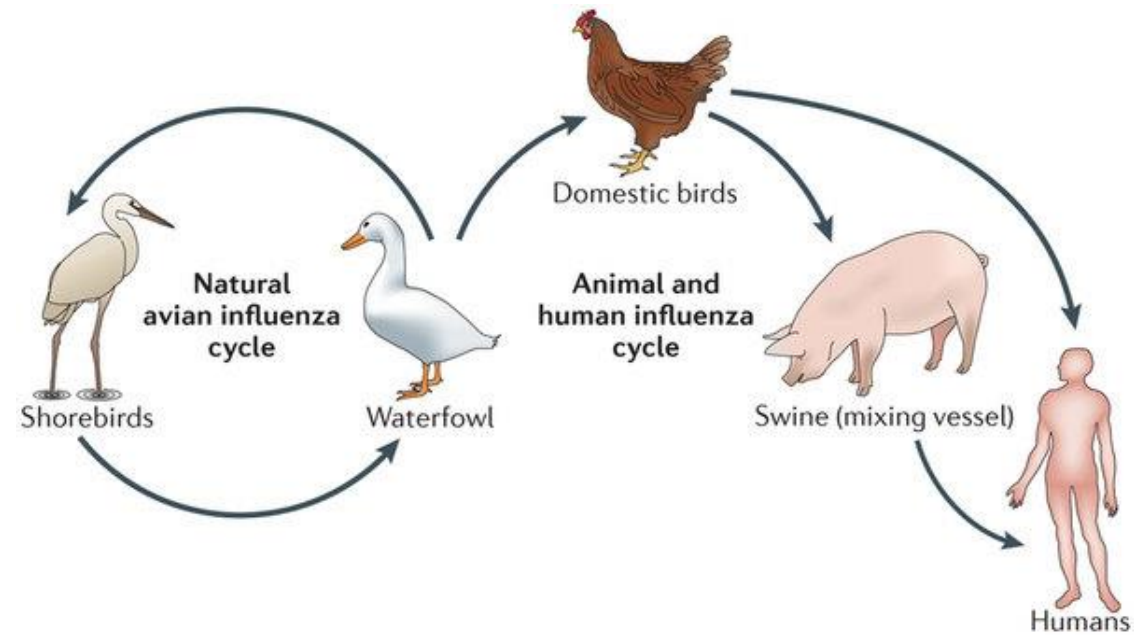 Domestic birds
Natural
avian influenza
cycle
Animal and
human influenza
cycle
Shorebirds
Waterfowl
Swine (mixing vessel)
Humans